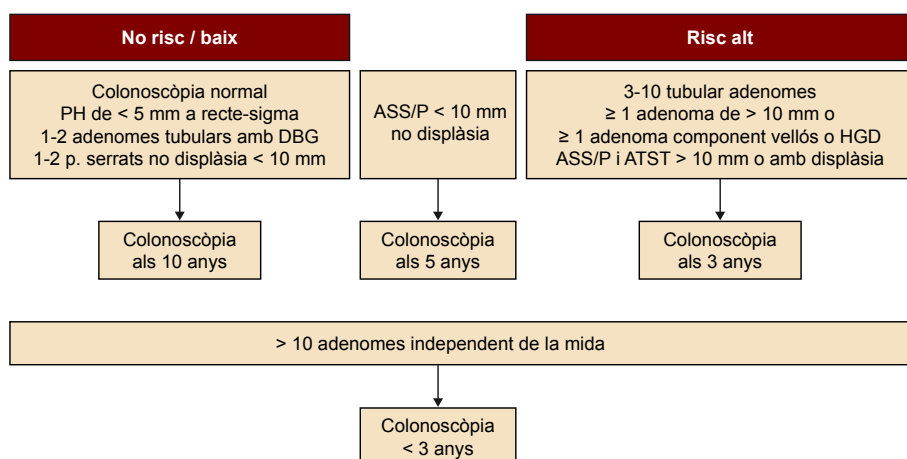 No risc / baix
Risc alt
Colonoscòpia normal
PH de < 5 mm a recte-sigma
1-2 adenomes tubulars amb DBG
1-2 p. serrats no displàsia < 10 mm
ASS/P < 10 mm
no displàsia
3-10 tubular adenomes
≥ 1 adenoma de > 10 mm o
≥ 1 adenoma component vellós o HGD
ASS/P i ATST > 10 mm o amb displàsia
Colonoscòpia
als 10 anys
Colonoscòpia
als 5 anys
Colonoscòpia
als 3 anys
> 10 adenomes independent de la mida
Colonoscòpia
< 3 anys